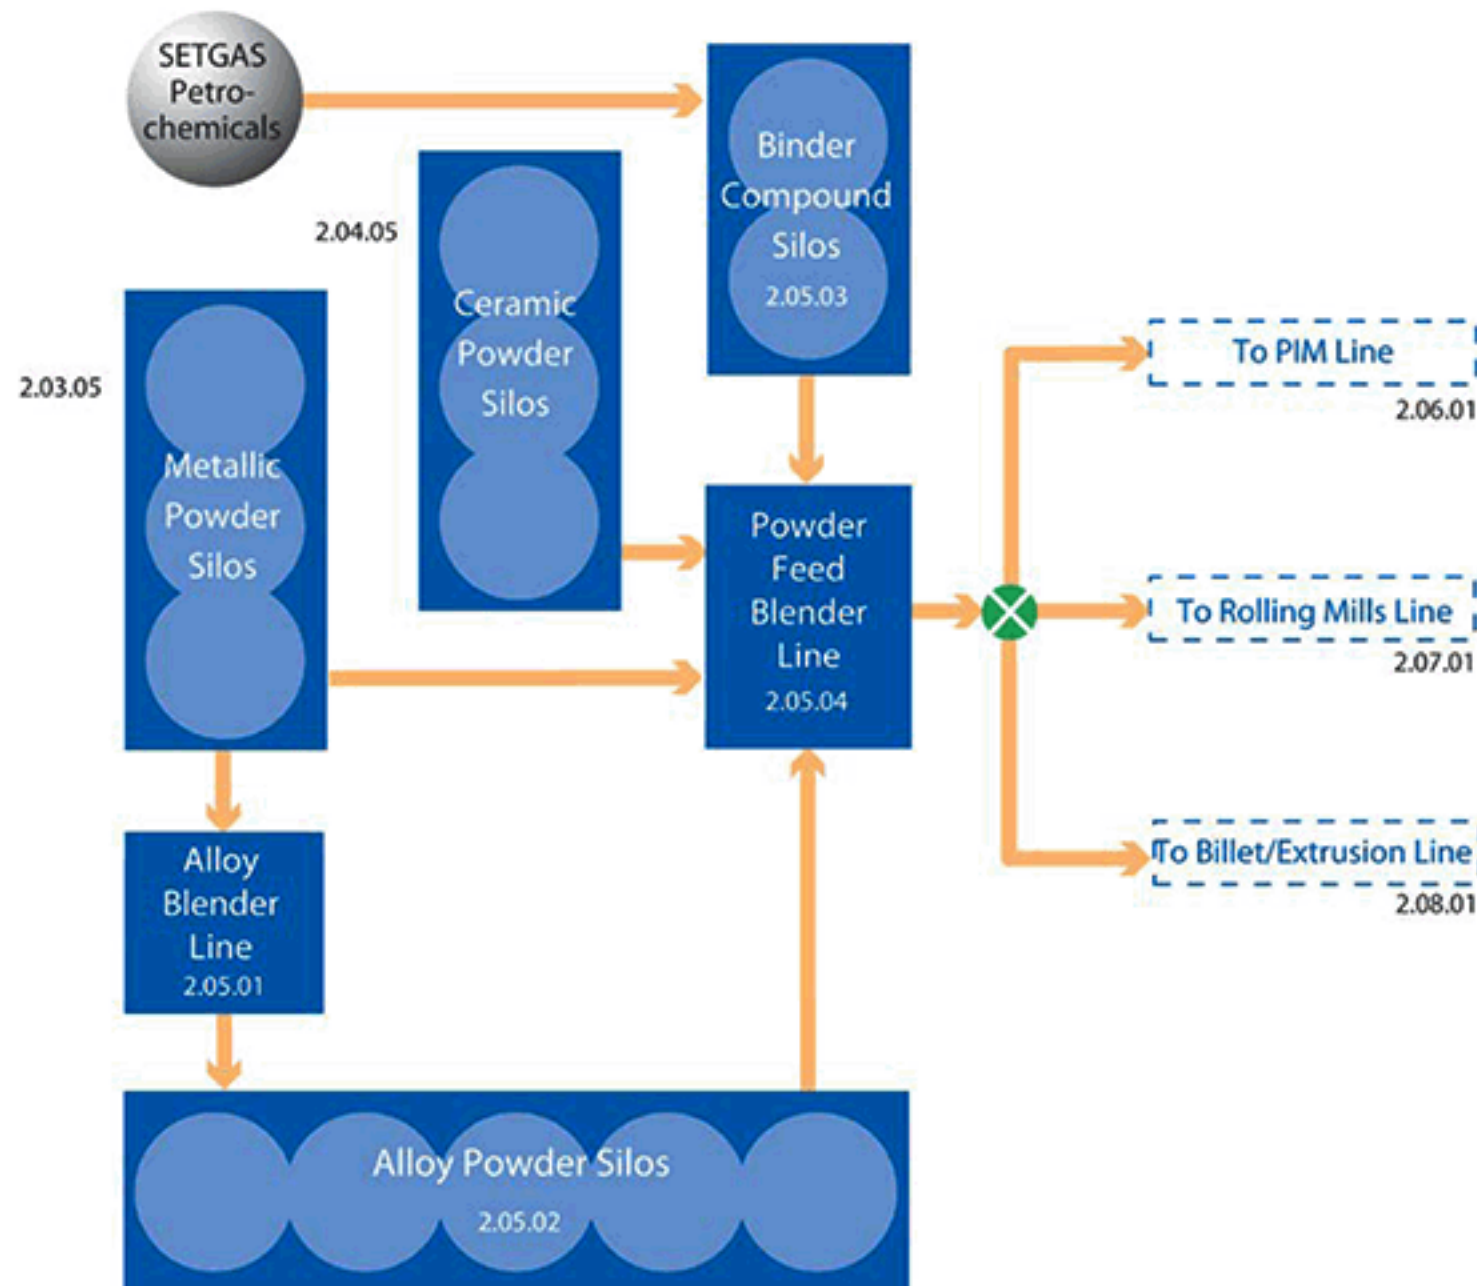 SETGAS
Petro-
chemicals
2.04.05
Binder
Compound
Silos
2.05.03
Ceramic
Powder
Silos
2.03.05
Metallic
Powder
Silos
Powder
Feed
Blender
Line
2.05.04
To PIM Line
2.06.01
To Rolling Mills Line
2.07.01
To Billet/Extrusion Line
2.08.01
Alloy
Blender
Line
2.05.01
Alloy Powder Silos
2.05.02